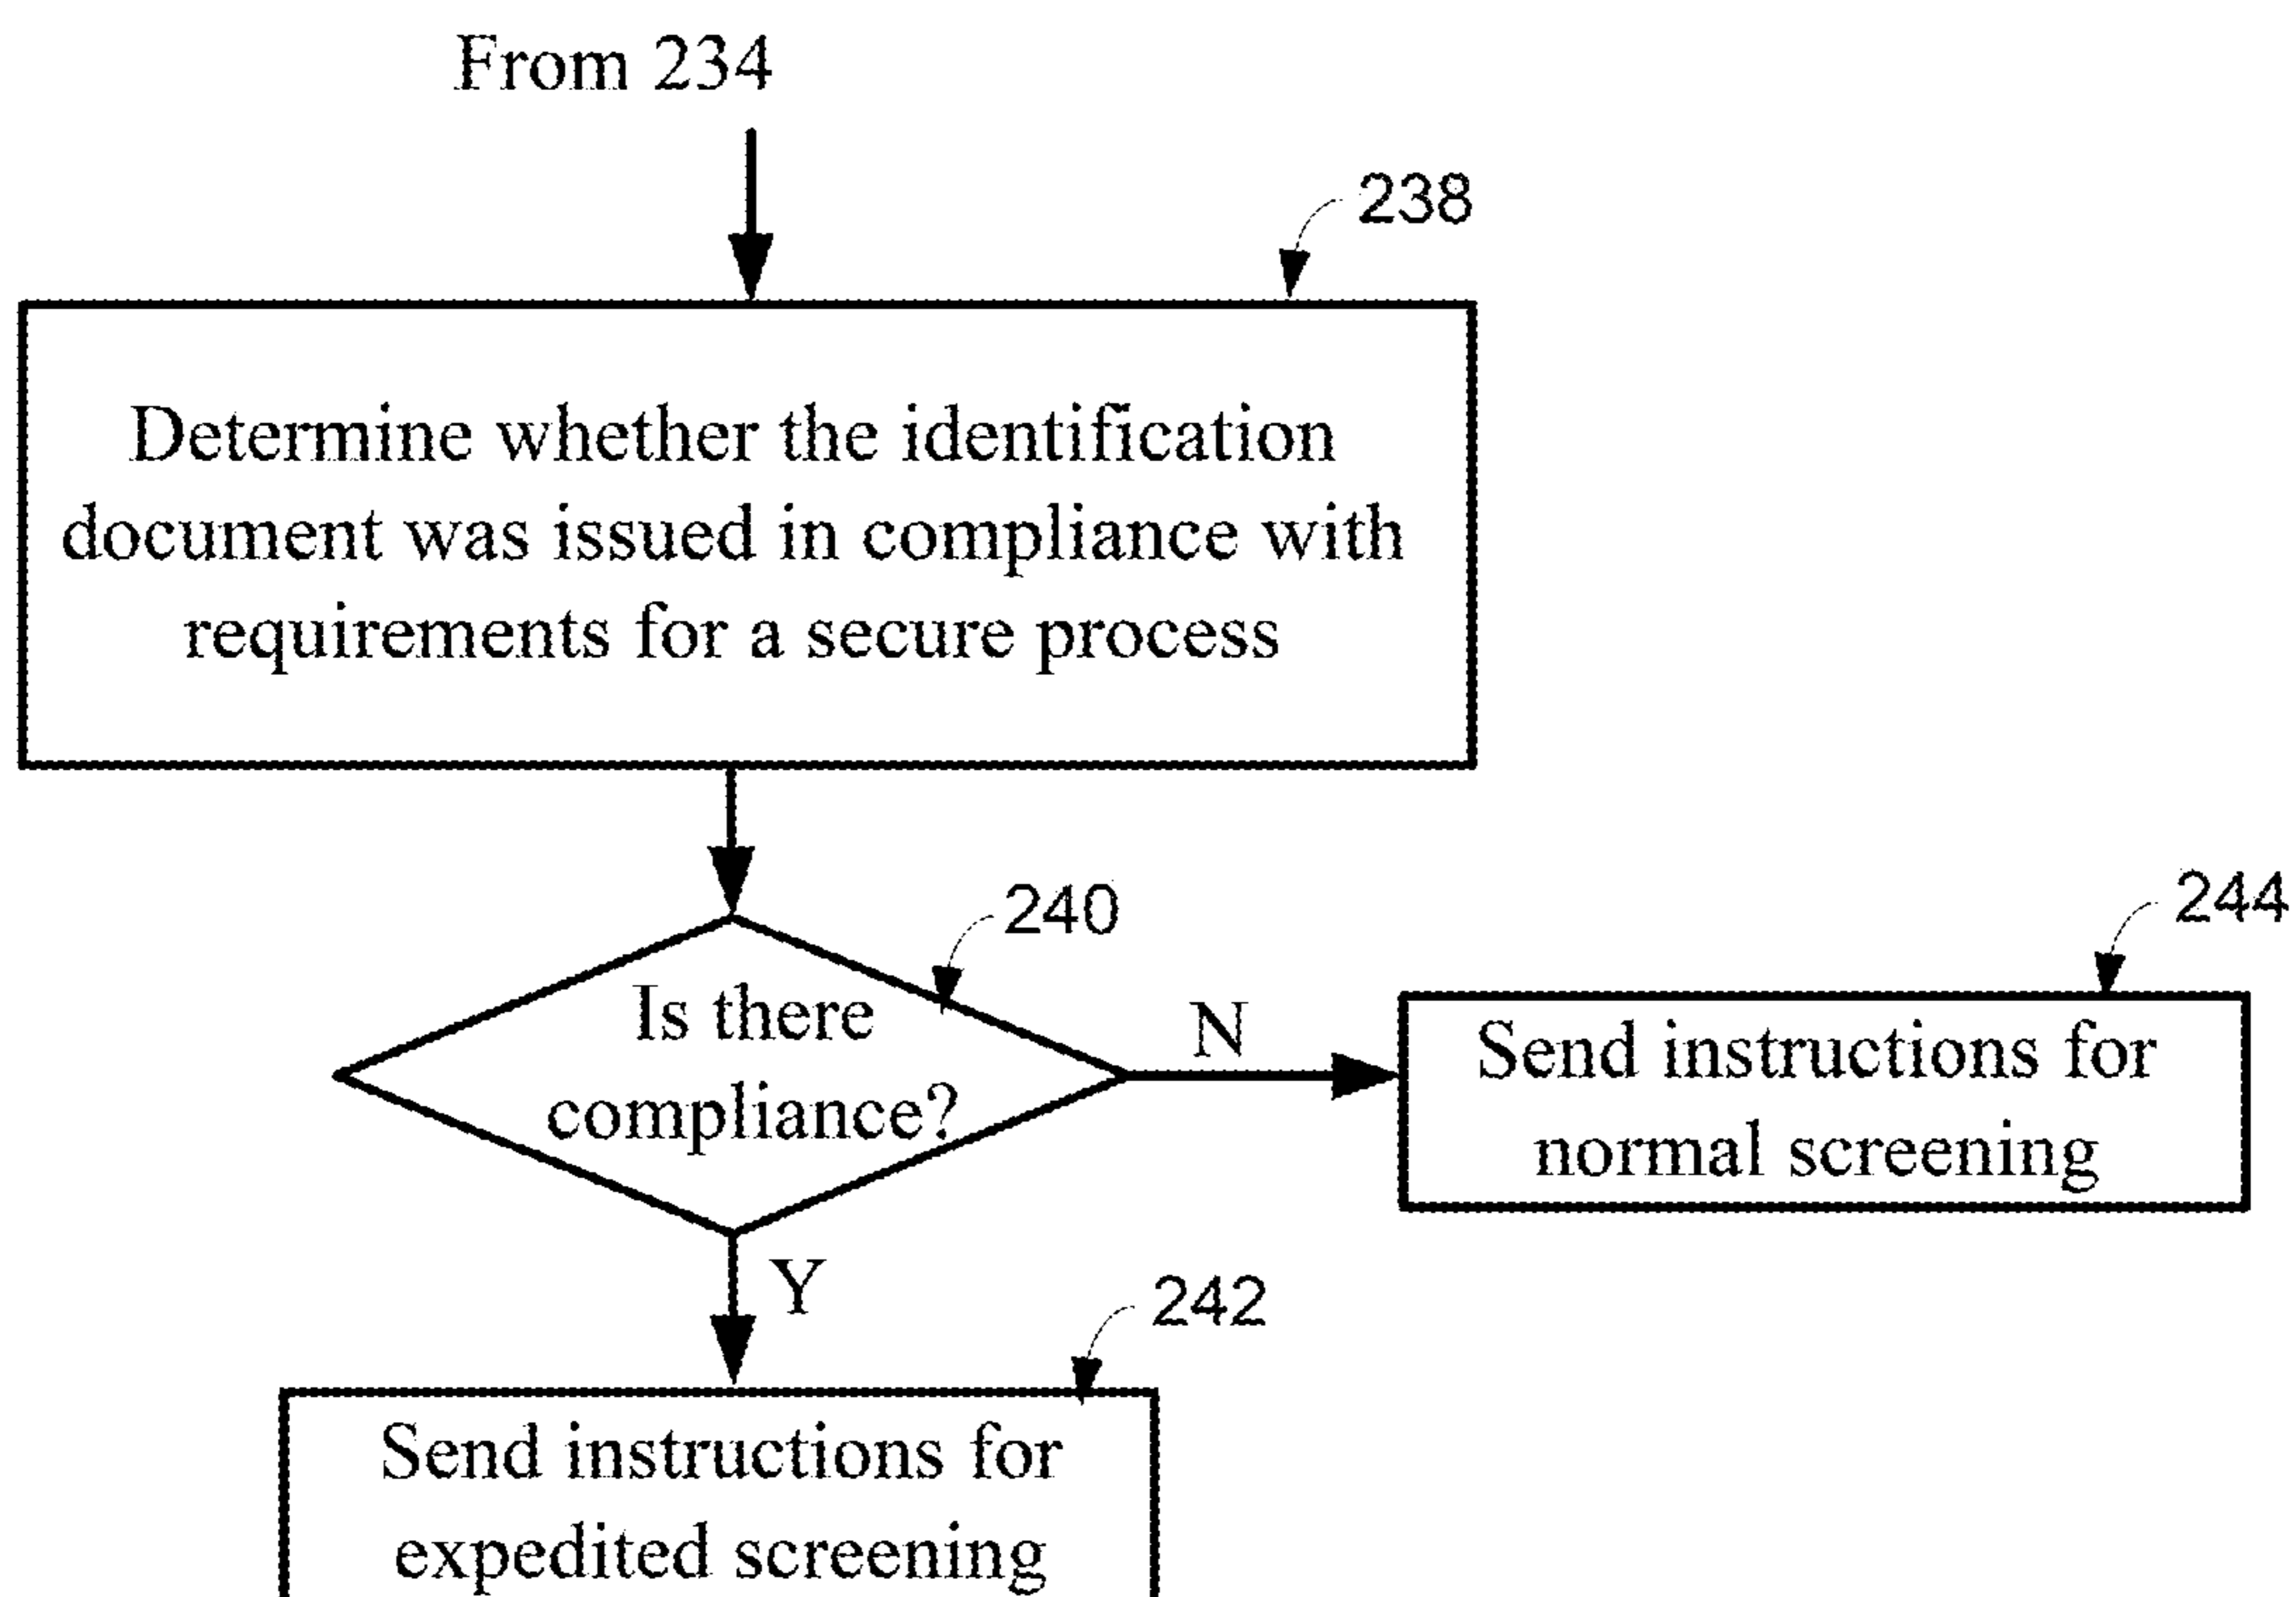 From 234
238
Determine whether the identification
document was issued in compliance with
requirements for a secure process
240
244
Is there
compliance?
N
Send instructions for
normal screening
Y
242
Send instructions for
expedited screening